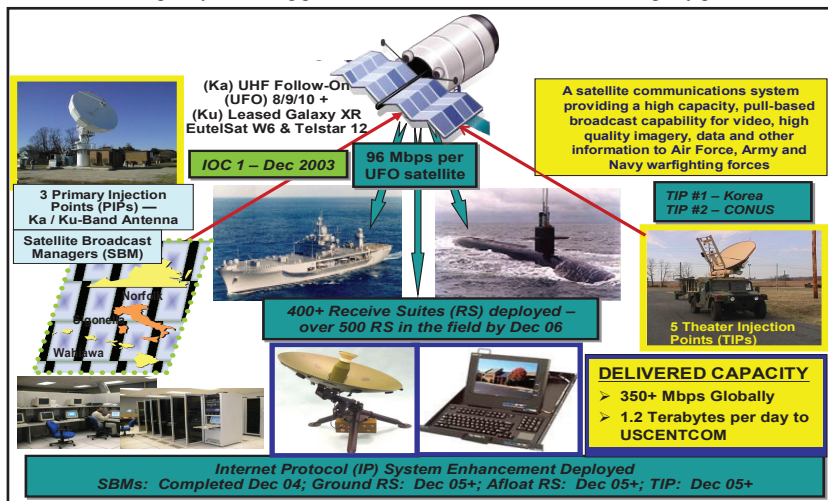 (Ka) UHF Follow-On
(UFO) 8/9/10 +
(Ku) Leased Galaxy XR
EutelSat W6 & Telstar 12
IOC 1 – Dec 2003
96 Mbps per
UFO satellite
A satellite communications system
providing a high capacity, pull-based
broadcast capability for video, high
quality imagery, data and other
information to Air Force, Army and
Navy warfighting forces
3 Primary Injection
Points (PIPs) —
Ka / Ku-Band Antenna
Satellite Broadcast
Managers (SBM)
TIP #1 – Korea
TIP #2 – CONUS
Norfolk
Sigonella
Wahiawa
400+ Receive Suites (RS) deployed –
over 500 RS in the field by Dec 06
5 Theater Injection
Points (TIPs)
DELIVERED CAPACITY
➢ 350+ Mbps Globally
➢ 1.2 Terabytes per day to
USCENTCOM
Internet Protocol (IP) System Enhancement Deployed
SBMs: Completed Dec 04; Ground RS: Dec 05+; Afloat RS: Dec 05+; TIP: Dec 05+